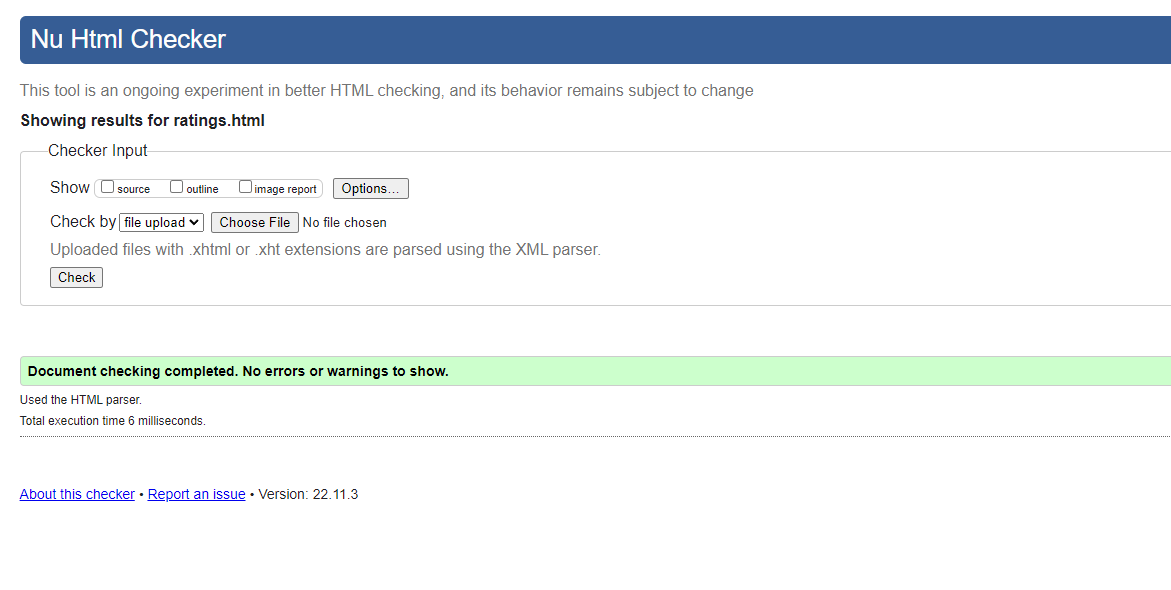 Nu Html Checker
This tool is an ongoing experiment in better HTML checking, and its behavior remains subject to change
Showing results for ratings.html
Checker Input
Show source outline image report Options...
Check by file upload Choose File No file chosen
Uploaded files with .xhtml or .xht extensions are parsed using the XML parser.
Check
Document checking completed. No errors or warnings to show.
Used the HTML parser.
Total execution time 6 milliseconds.
About this checker • Report an issue • Version: 22.11.3